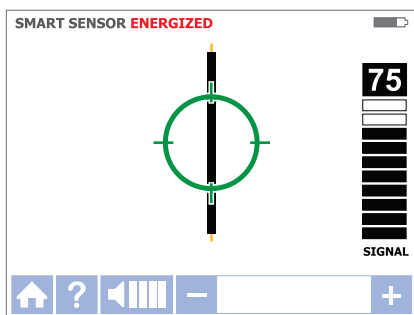 SMART SENSOR ENERGIZED
75
SIGNAL
? − +